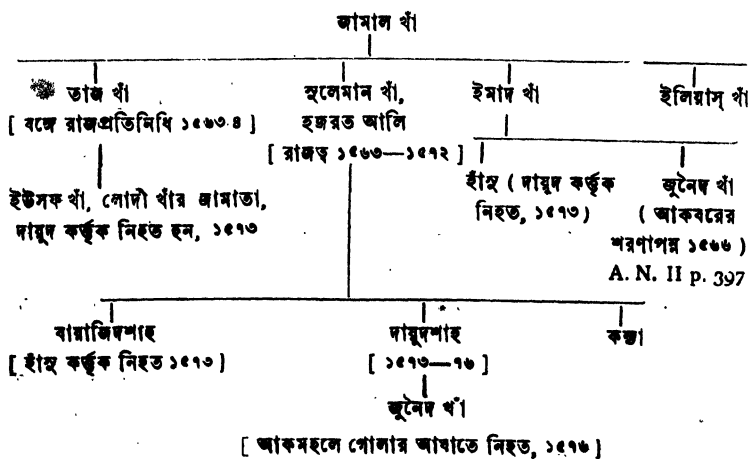 জামাল খাঁ
তাজ খাঁ
[ বঙ্গে রাজপ্রতিনিধি ১৫৬৩-৪ ]
সুলেমান খাঁ,
হজরত আলি
[ রাজত্ব ১৫৬৩—১৫৭২ ]
ইমাদ খাঁ
ইলিয়াস্ খাঁ
ইউসফ খাঁ, লোদী খাঁর জামাতা,
দায়ুদ কর্ত্তৃক নিহত হন, ১৫৭৩
হাঁসু ( দায়ুদ কর্ত্তৃক
নিহত, ১৫৭৩ )
জুনৈদ খাঁ
( আকবরের
শরণাপন্ন ১৫৬৬ )
A. N. II p. 397
বায়াজিদশাহ
[ হাঁসু কর্ত্তৃক নিহত ১৫৭৩ ]
দায়ুদশাহ
[ ১৫৭৩—৭৬ ]
কন্যা
জুনৈদ খাঁ
[ আকমহলে গোলার আঘাতে নিহত, ১৫৭৬ ]